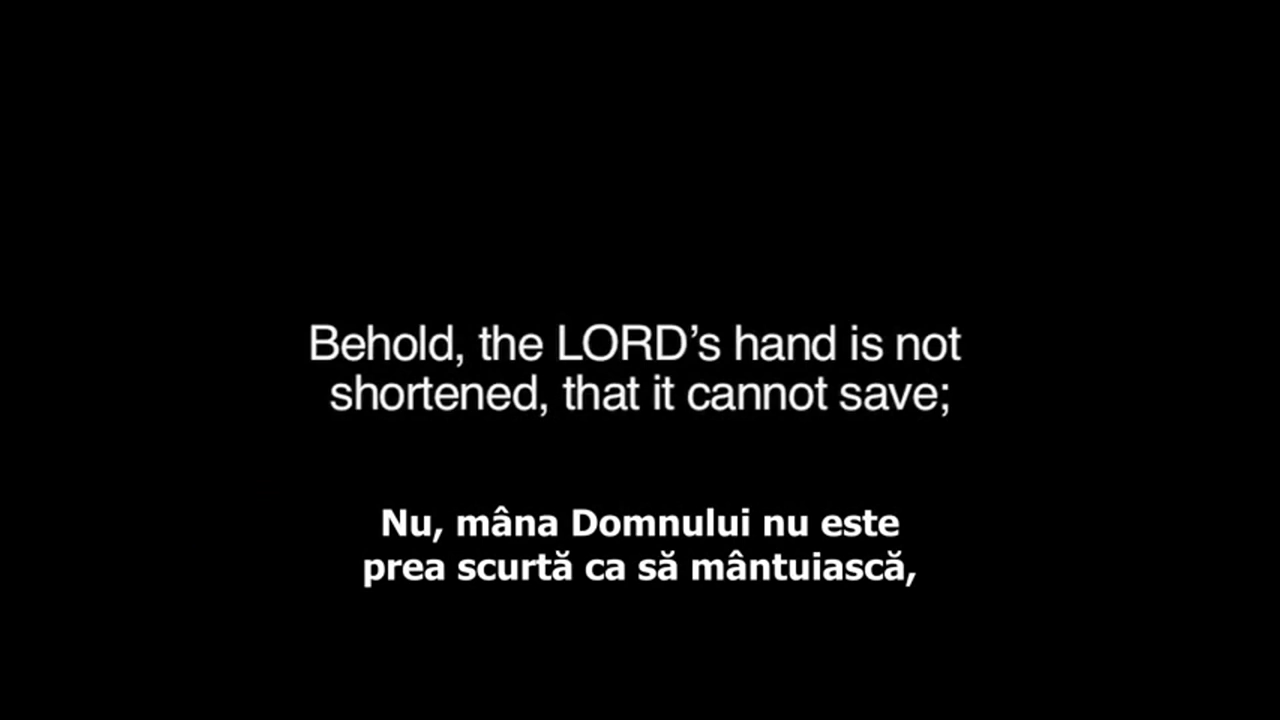 Behold, the LORD’s hand is not
shortened, that it cannot save;
Nu, mâna Domnului nu este
prea scurtă ca să mântuiască,